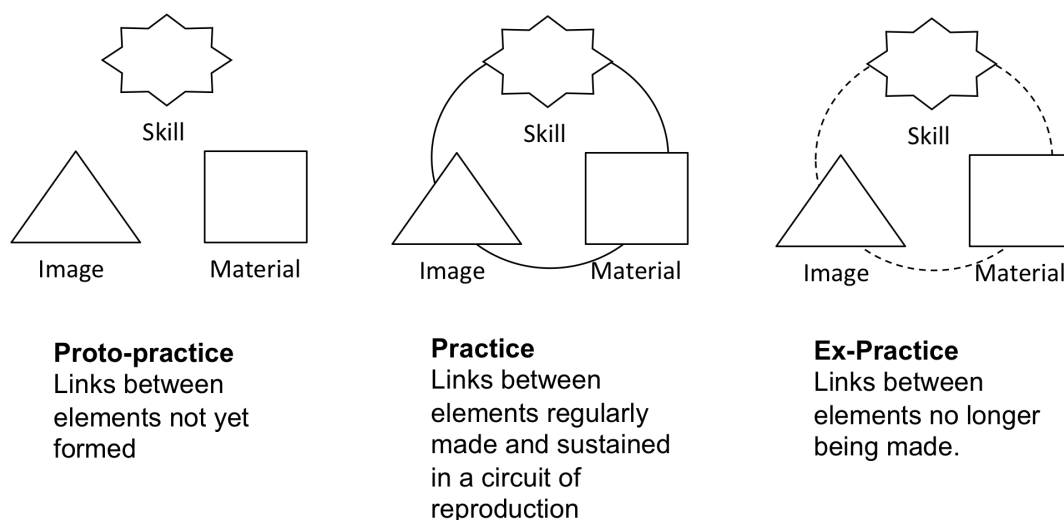 Skill
Image
Material
Proto-practice
Links between
elements not yet
formed
Skill
Image
Material
Practice
Links between
elements regularly
made and sustained
in a circuit of
reproduction
Skill
Image
Material
Ex-Practice
Links between
elements no longer
being made.